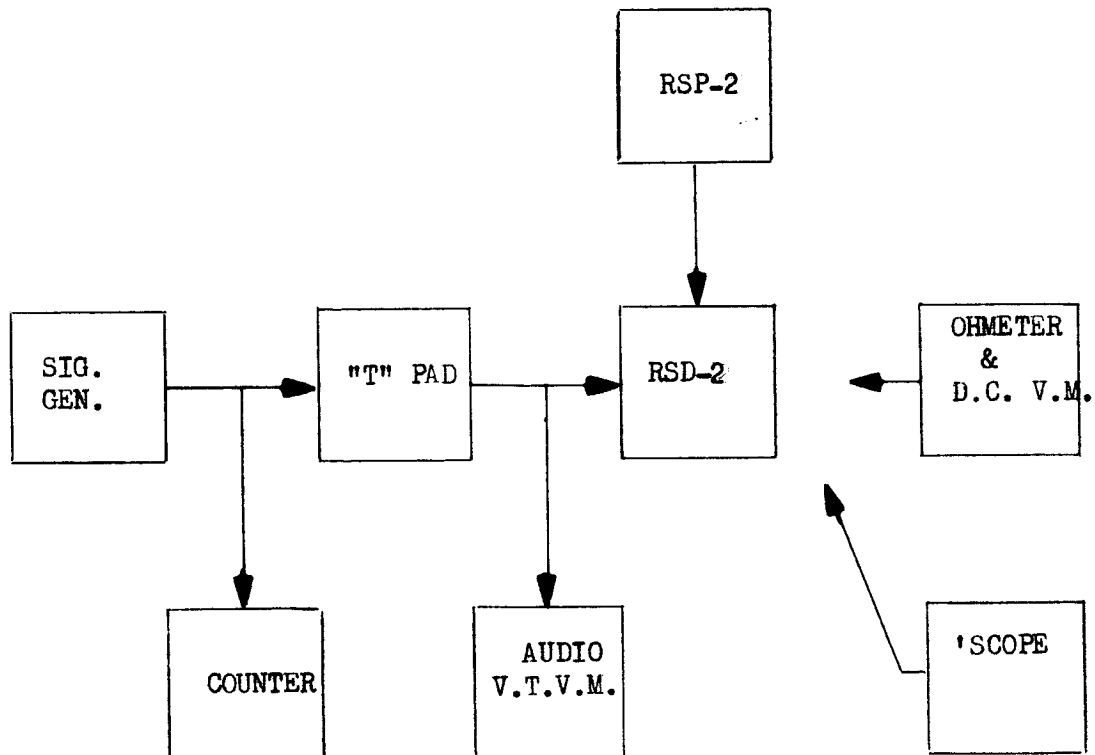 RSP-2
SIG.
GEN.
"T" PAD
RSD-2
OHMETER
&
D.C. V.M.
COUNTER
AUDIO
V.T.V.M.
'SCOPE